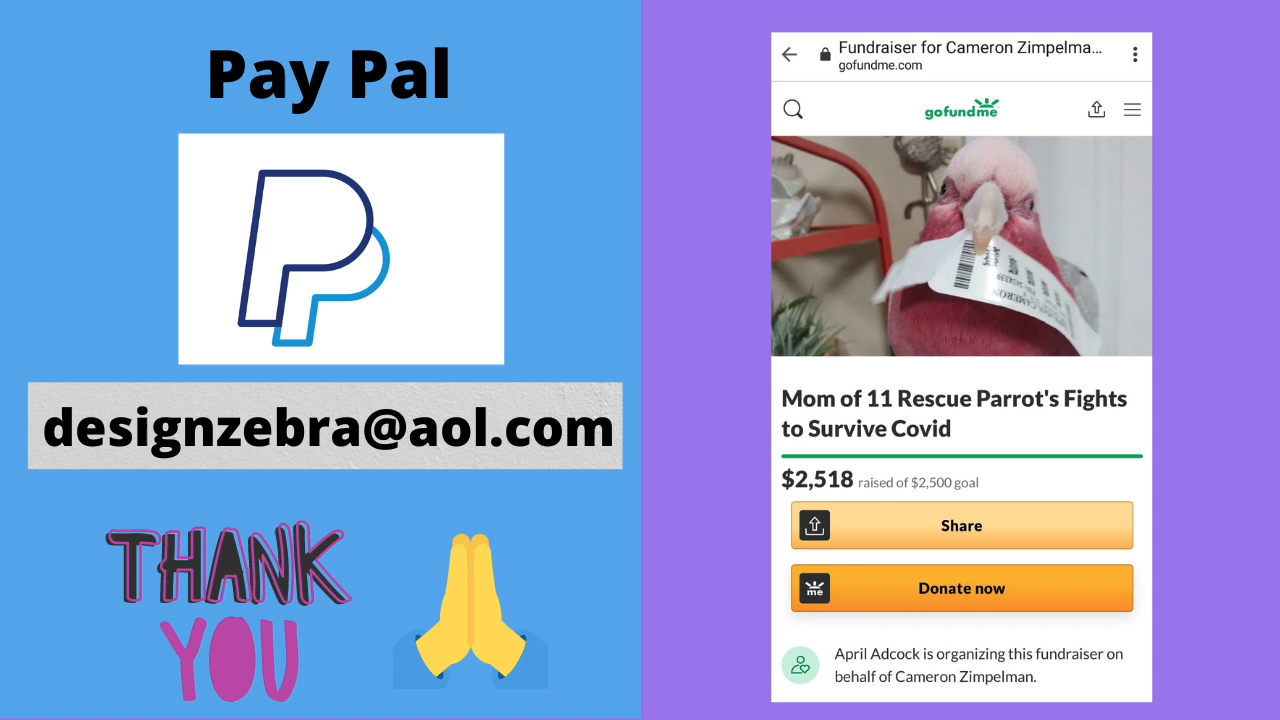 Pay Pal
designzebra@aol.com
THANK
YOU
Fundraiser for Cameron Zimpelma...
gofundme.com
gofundme
CAMERON
Mom of 11 Rescue Parrot's Fights
to Survive Covid
$2,518 raised of $2,500 goal
Share
me
Donate now
April Adcock is organizing this fundraiser on
behalf of Cameron Zimpelman.